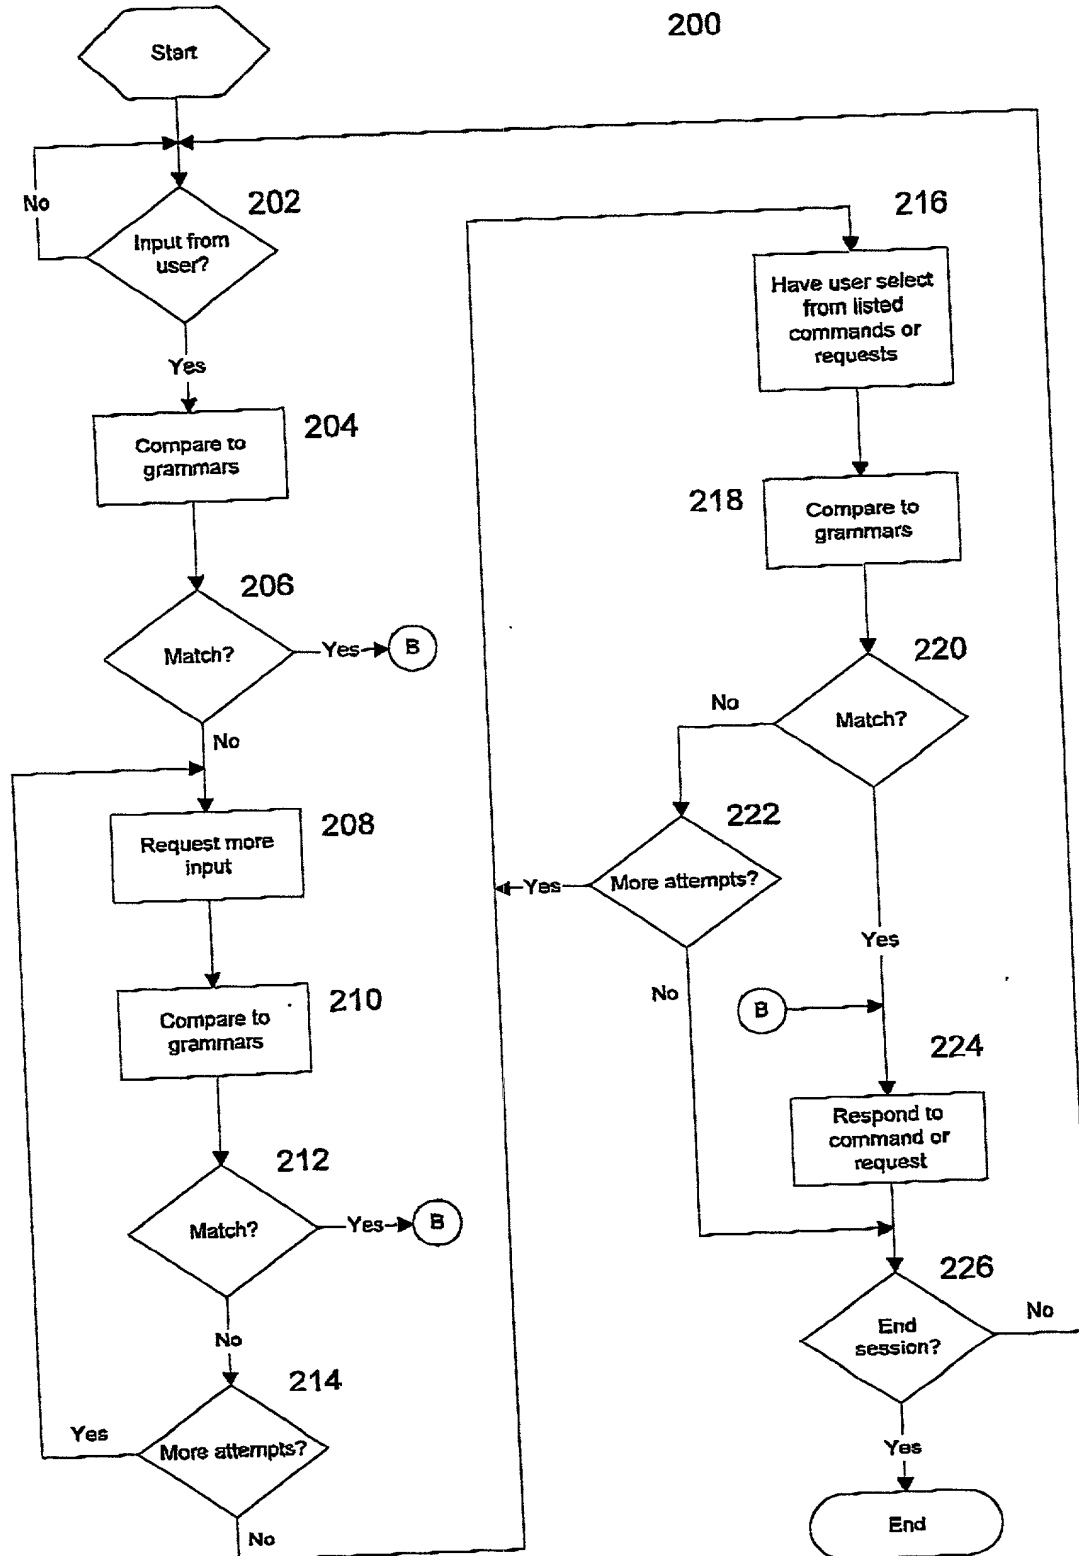 200
Start
No
202
Input from
user?
Yes
204
Compare to
grammars
206
Match?
Yes
B
No
208
Request more
input
210
Compare to
grammars
212
Match?
Yes
B
No
214
More attempts?
Yes
No
216
Have user select
from listed
commands or
requests
218
Compare to
grammars
220
Match?
No
222
More attempts?
Yes
No
Yes
B
224
Respond to
command or
request
226
End
session?
No
Yes
End